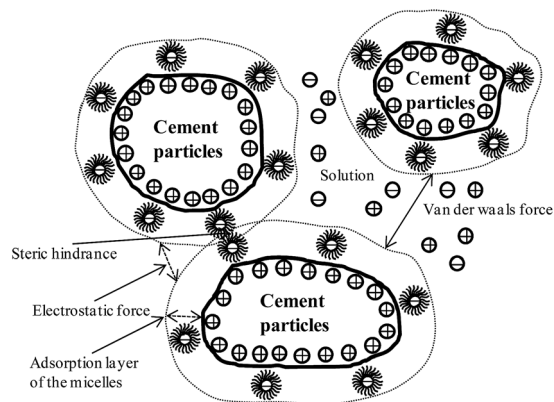 Cement
particles
Cement
particles
Solution
Van der waals force
Steric hindrance
Electrostatic force
Cement
particles
Adsorption layer
of the micelles